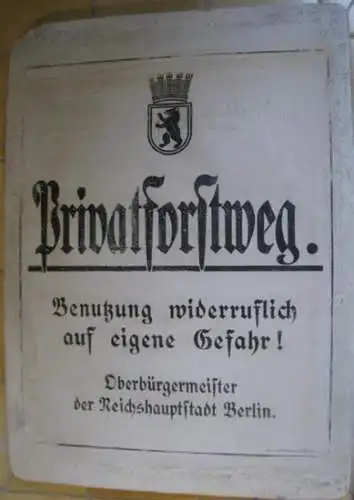 Privatforstweg.
Benutzung widerruflich
auf eigene Gefahr!
Oberbürgermeister
der Reichshauptstadt Berlin.